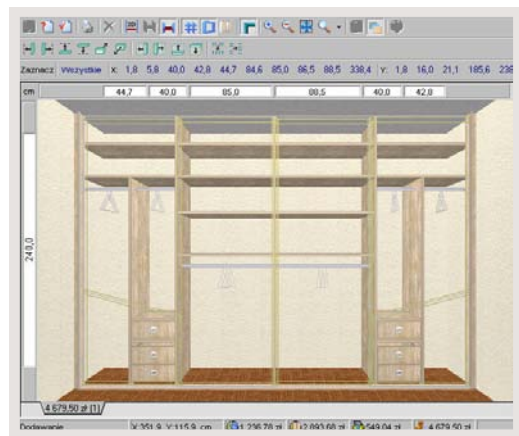 Zaznacz Wszystkie X: 1,8 5,8 40,0 42,8 44,7 84,6 85,0 86,5 88,5 338,4 Y: 1,8 16,0 21,1 185,6 236
cm 44,7 40,0 85,0 88,5 40,0 42,8
240,0
4 679,50 zł (1)
Dodawanie X:351,9 Y:115,9 cm 1 236,78 zł 2 893,68 zł 549,04 zł 4 679,50 zł